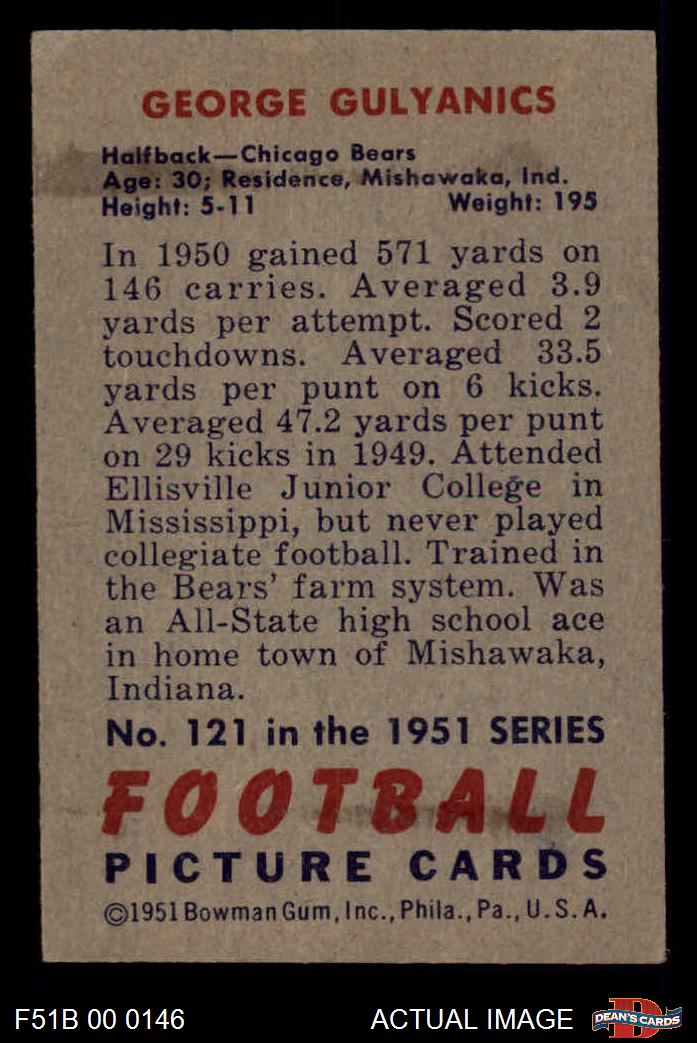 GEORGE GULYANICS
Halfback—Chicago Bears
Age: 30; Residence, Mishawaka, Ind.
Height: 5-11 Weight: 195
In 1950 gained 571 yards on
146 carries. Averaged 3.9
yards per attempt. Scored 2
touchdowns. Averaged 33.5
yards per punt on 6 kicks.
Averaged 47.2 yards per punt
on 29 kicks in 1949. Attended
Ellisville Junior College in
Mississippi, but never played
collegiate football. Trained in
the Bears' farm system. Was
an All-State high school ace
in home town of Mishawaka,
Indiana.
No. 121 in the 1951 SERIES
FOOTBALL
PICTURE CARDS
©1951 Bowman Gum, Inc., Phila., Pa., U.S.A.
F51B 00 0146 ACTUAL IMAGE DEAN'S CARDS